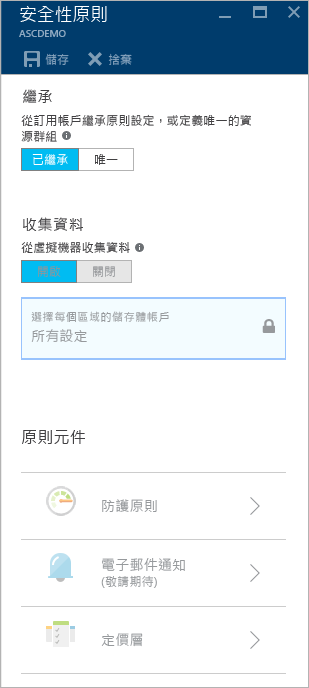 安全性原則
ASCDEMO
儲存 捨棄
繼承
從訂用帳戶繼承原則設定，或定義唯一的資
源群組
已繼承 唯一
收集資料
從虛擬機器收集資料
開啟 關閉
選擇每個區域的儲存體帳戶
所有設定
原則元件
防護原則
電子郵件通知
(敬請期待)
定價層